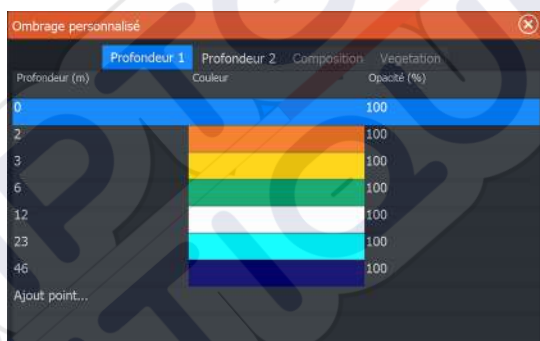 Ombrage personnalisé
Profondeur 1 Profondeur 2 Composition Vegetation
Profondeur (m) Couleur Opacité (%)
0 100
2 100
3 100
6 100
12 100
23 100
46 100
Ajout point...